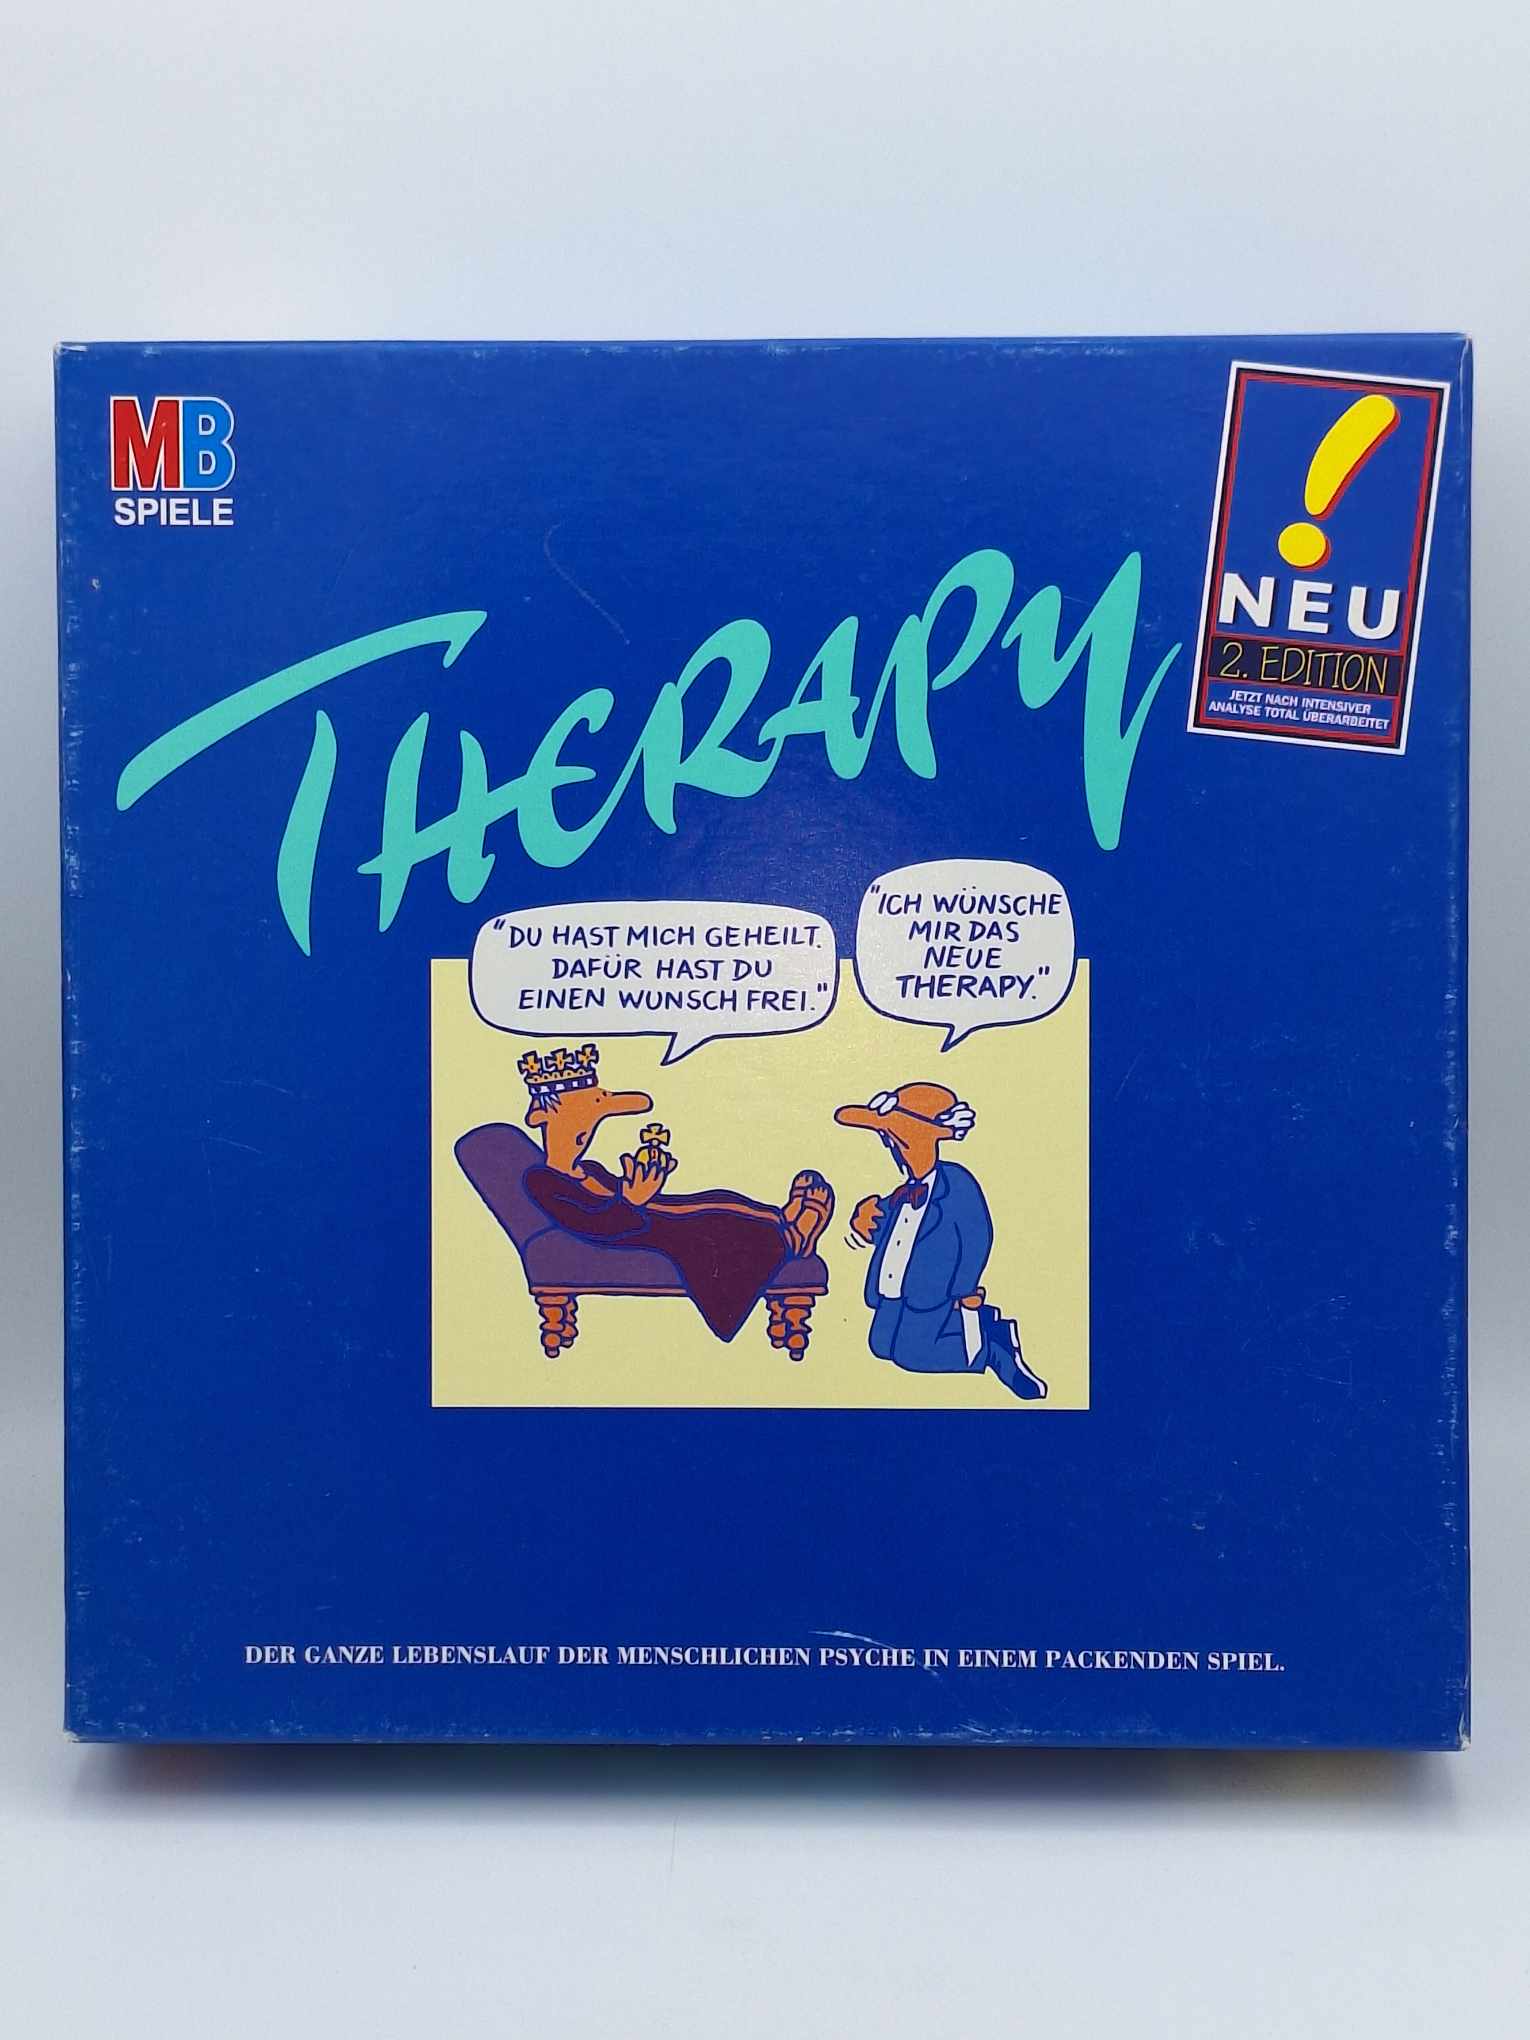 MB
SPIELE
!
NEU
2. EDITION
JETZT NACH INTENSIVER
ANALYSE TOTAL ÜBERARBEITET
THERAPY
"DU HAST MICH GEHEILT.
DAFÜR HAST DU
EINEN WUNSCH FREI."
"ICH WÜNSCHE
MIR DAS
NEUE
THERAPY."
DER GANZE LEBENSLAUF DER MENSCHLICHEN PSYCHE IN EINEM PACKENDEN SPIEL.